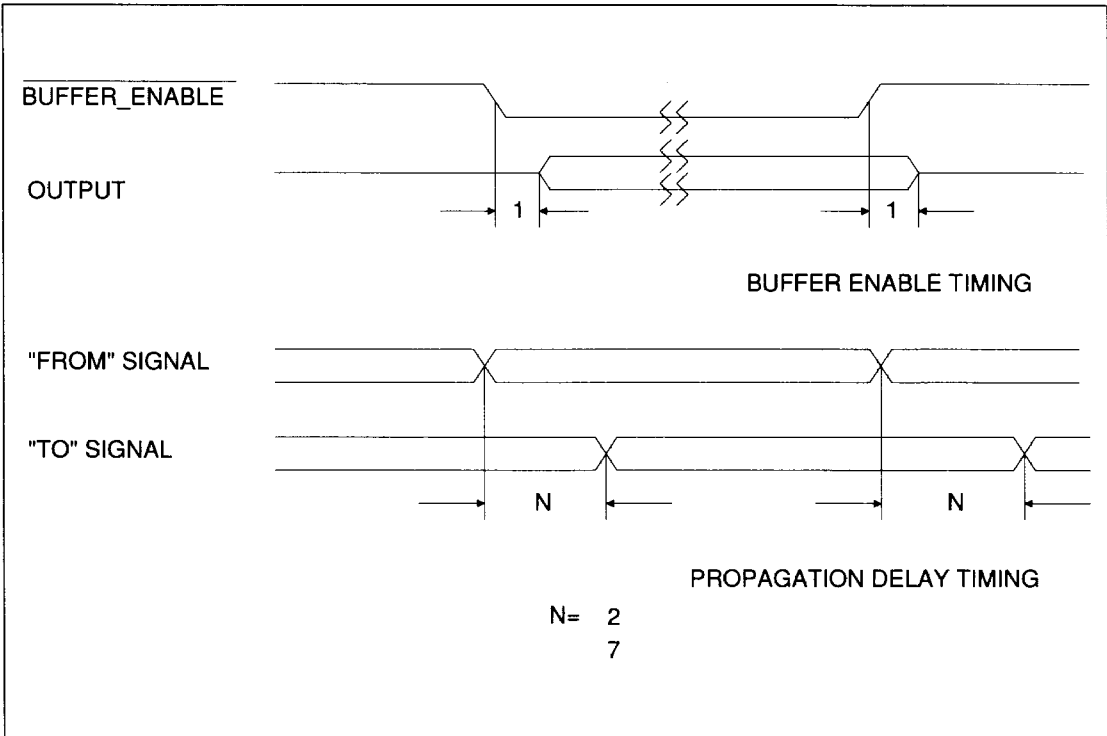 BUFFER_ENABLE
OUTPUT
1 1
BUFFER ENABLE TIMING
"FROM" SIGNAL
"TO" SIGNAL
N N
PROPAGATION DELAY TIMING
N= 2
7